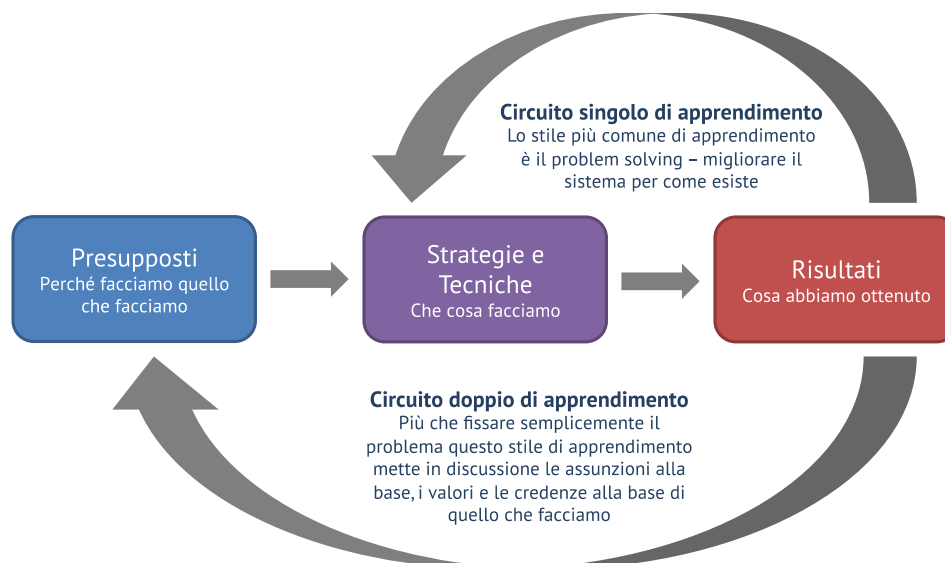 Circuito singolo di apprendimento
Lo stile più comune di apprendimento
è il problem solving – migliorare il
sistema per come esiste
Presupposti
Perché facciamo quello
che facciamo
Strategie e
Tecniche
Che cosa facciamo
Risultati
Cosa abbiamo ottenuto
Circuito doppio di apprendimento
Più che fissare semplicemente il
problema questo stile di apprendimento
mette in discussione le assunzioni alla
base, i valori e le credenze alla base di
quello che facciamo